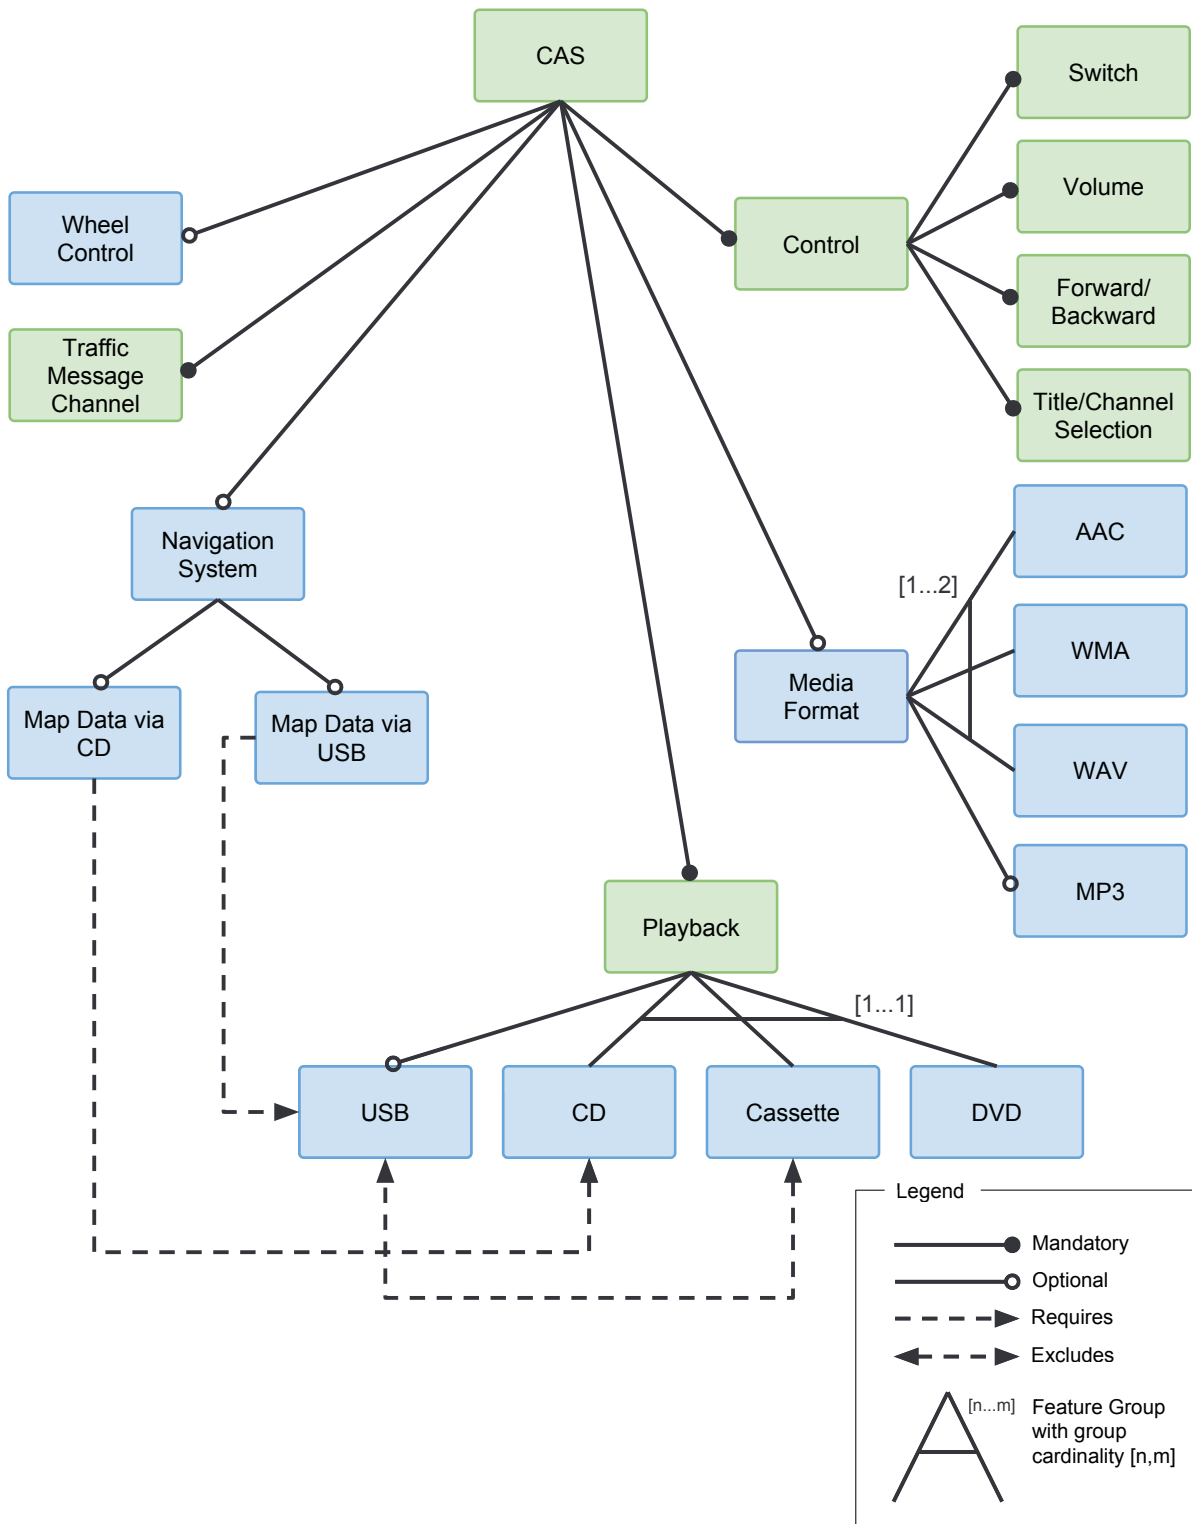 CAS
Switch
Volume
Wheel
Control
Control
Forward/
Backward
Traffic
Message
Channel
Title/Channel
Selection
Navigation
System
AAC
[1...2]
WMA
Media
Format
Map Data via
CD
Map Data via
USB
WAV
MP3
Playback
[1...1]
USB
CD
Cassette
DVD
Legend
Mandatory
Optional
Requires
Excludes
[n...m]
Feature Group
with group
cardinality [n,m]